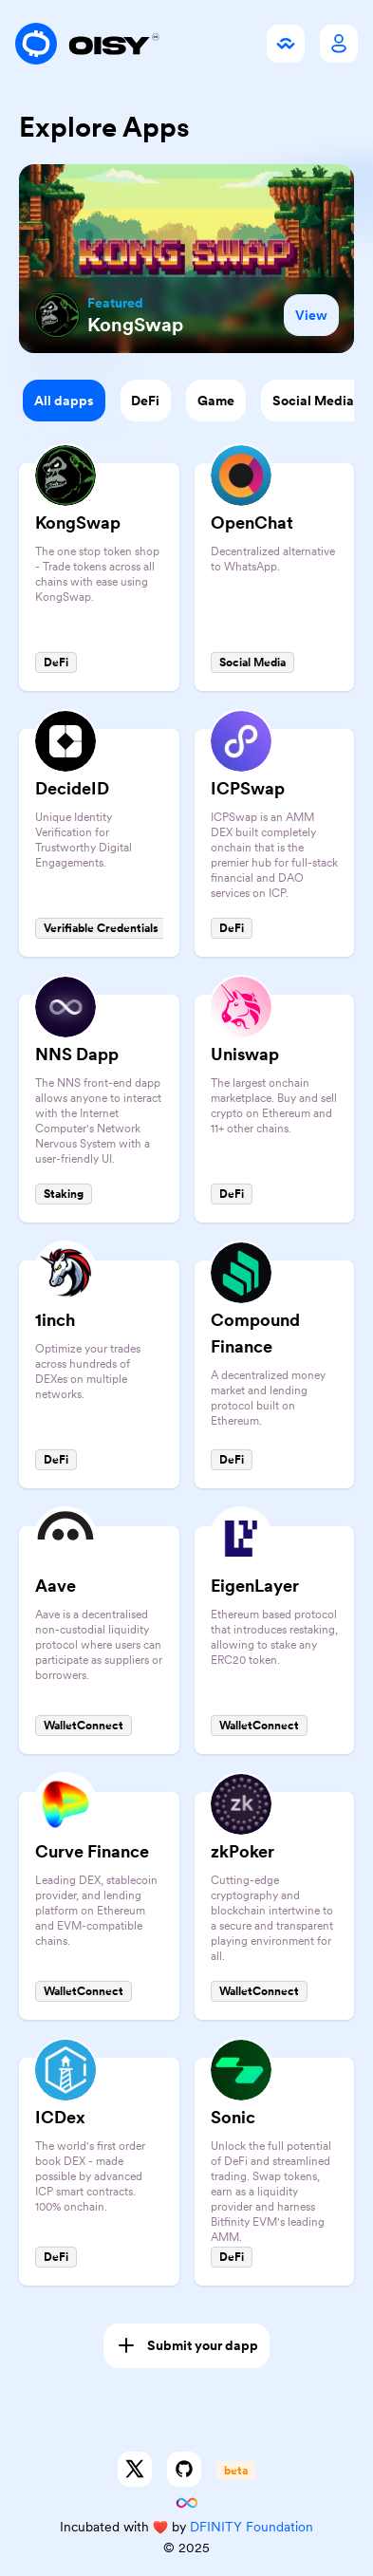 OISY
Explore Apps
KONG SWAP
Featured
KongSwap
View
All dapps
DeFi
Game
Social Media
KongSwap
The one stop token shop
- Trade tokens across all
chains with ease using
KongSwap.
DeFi
OpenChat
Decentralized alternative
to WhatsApp.
Social Media
DecideID
Unique Identity
Verification for
Trustworthy Digital
Engagements.
Verifiable Credentials
ICPSwap
ICPSwap is an AMM
DEX built completely
onchain that is the
premier hub for full-stack
financial and DAO
services on ICP.
DeFi
NNS Dapp
The NNS front-end dapp
allows anyone to interact
with the Internet
Computer's Network
Nervous System with a
user-friendly UI.
Staking
Uniswap
The largest onchain
marketplace. Buy and sell
crypto on Ethereum and
11+ other chains.
DeFi
1inch
Optimize your trades
across hundreds of
DEXes on multiple
networks.
DeFi
Compound
Finance
A decentralized money
market and lending
protocol built on
Ethereum.
DeFi
Aave
Aave is a decentralised
non-custodial liquidity
protocol where users can
participate as suppliers or
borrowers.
WalletConnect
EigenLayer
Ethereum based protocol
that introduces restaking,
allowing to stake any
ERC20 token.
WalletConnect
Curve Finance
Leading DEX, stablecoin
provider, and lending
platform on Ethereum
and EVM-compatible
chains.
WalletConnect
zk
zkPoker
Cutting-edge
cryptography and
blockchain intertwine to
a secure and transparent
playing environment for
all.
WalletConnect
ICDex
The world's first order
book DEX - made
possible by advanced
ICP smart contracts.
100% onchain.
DeFi
Sonic
Unlock the full potential
of DeFi and streamlined
trading. Swap tokens,
earn as a liquidity
provider and harness
Bitfinity EVM's leading
AMM.
DeFi
Submit your dapp
beta
Incubated with ❤️ by DFINITY Foundation
© 2025